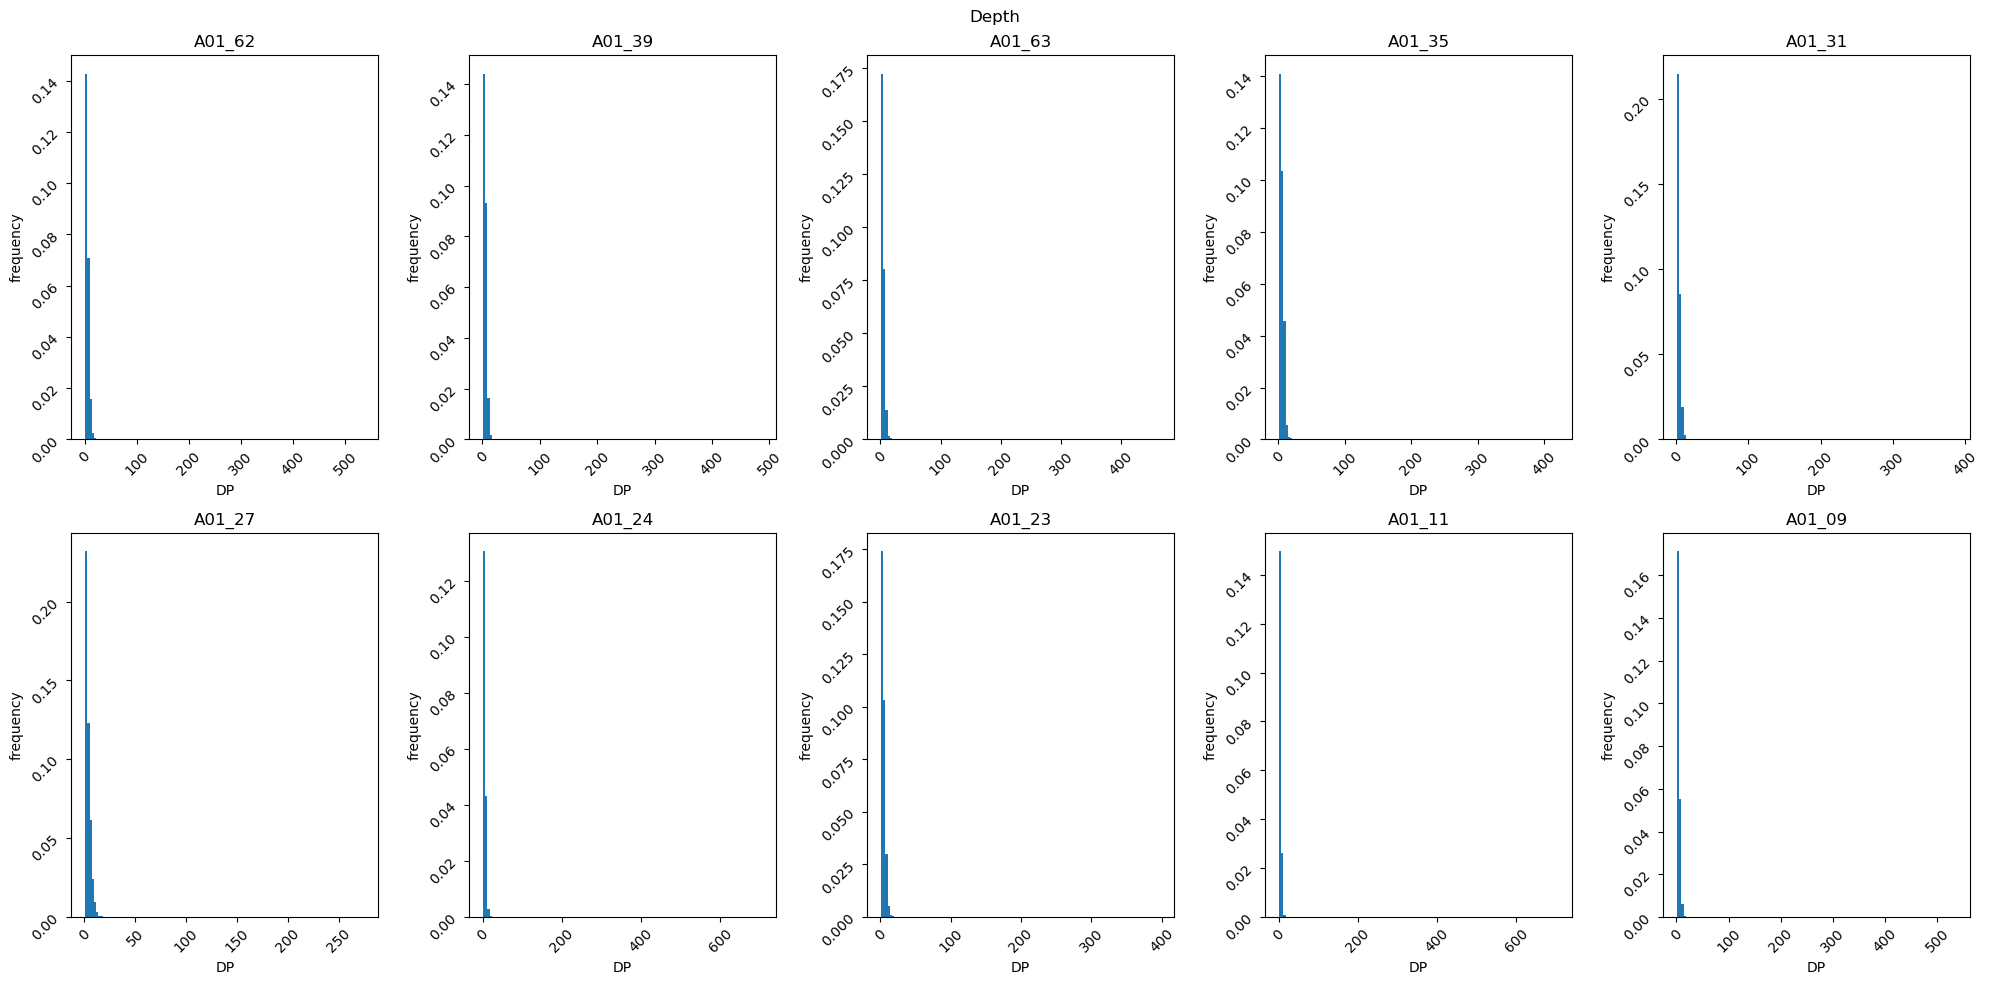 Depth
A01_62
frequency
0.14
0.12
0.10
0.08
0.06
0.04
0.02
0.00
0 100 200 300 400 500
DP
A01_39
frequency
0.14
0.12
0.10
0.08
0.06
0.04
0.02
0.00
0 100 200 300 400 500
DP
A01_63
frequency
0.175
0.150
0.125
0.100
0.075
0.050
0.025
0.000
0 100 200 300 400
DP
A01_35
frequency
0.14
0.12
0.10
0.08
0.06
0.04
0.02
0.00
0 100 200 300 400
DP
A01_31
frequency
0.20
0.15
0.10
0.05
0.00
0 100 200 300 400
DP
A01_27
frequency
0.20
0.15
0.10
0.05
0.00
0 50 100 150 200 250
DP
A01_24
frequency
0.12
0.10
0.08
0.06
0.04
0.02
0.00
0 200 400 600
DP
A01_23
frequency
0.175
0.150
0.125
0.100
0.075
0.050
0.025
0.000
0 100 200 300 400
DP
A01_11
frequency
0.14
0.12
0.10
0.08
0.06
0.04
0.02
0.00
0 200 400 600
DP
A01_09
frequency
0.16
0.14
0.12
0.10
0.08
0.06
0.04
0.02
0.00
0 100 200 300 400 500
DP